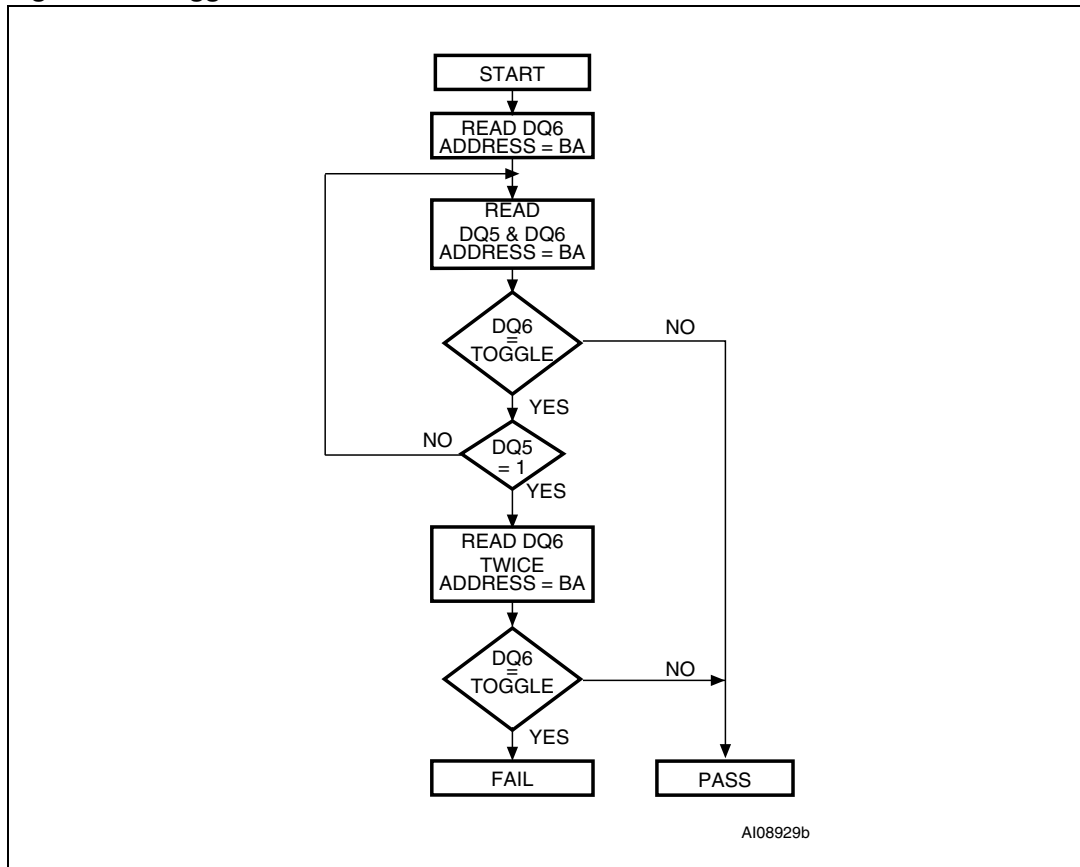 START
READ DQ6
ADDRESS = BA
READ
DQ5 & DQ6
ADDRESS = BA
DQ6
=
TOGGLE
NO
YES
NO
DQ5
= 1
YES
READ DQ6
TWICE
ADDRESS = BA
DQ6
=
TOGGLE
NO
YES
FAIL
PASS
AI08929b